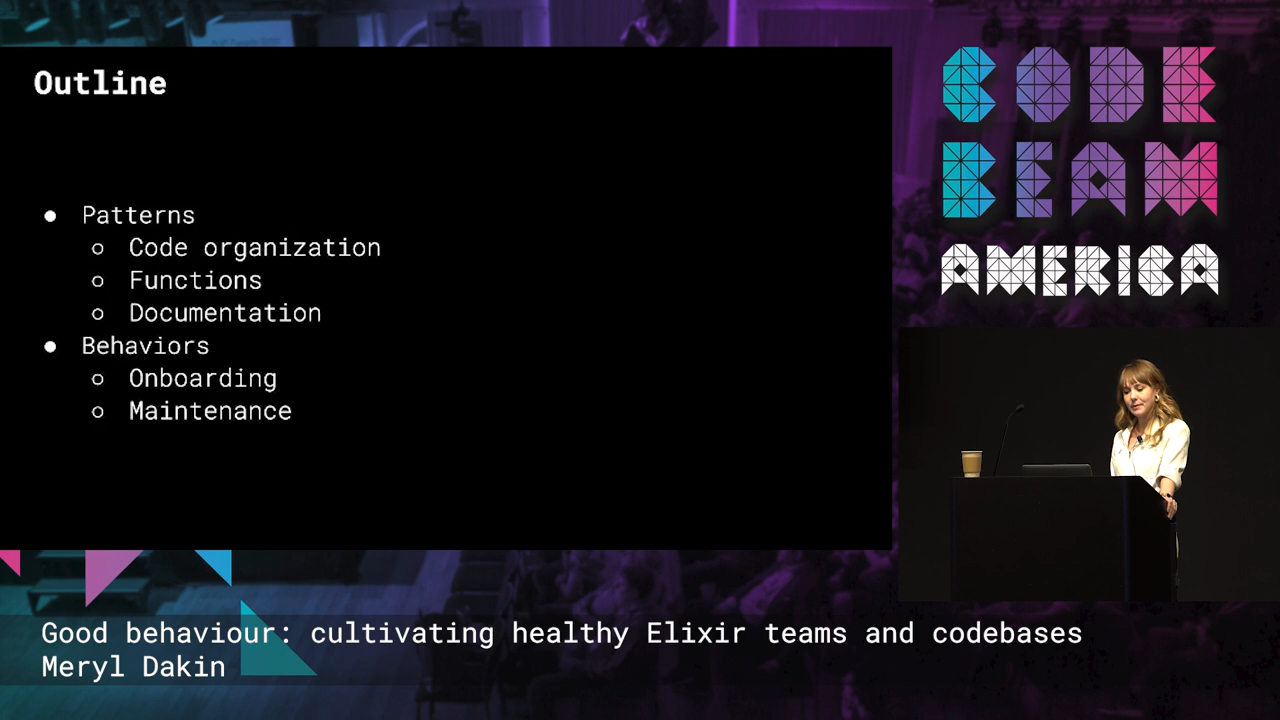 Outline
● Patterns
○ Code organization
○ Functions
○ Documentation
● Behaviors
○ Onboarding
○ Maintenance
CODE
BEAM
AMERICA
Good behaviour: cultivating healthy Elixir teams and codebases
Meryl Dakin